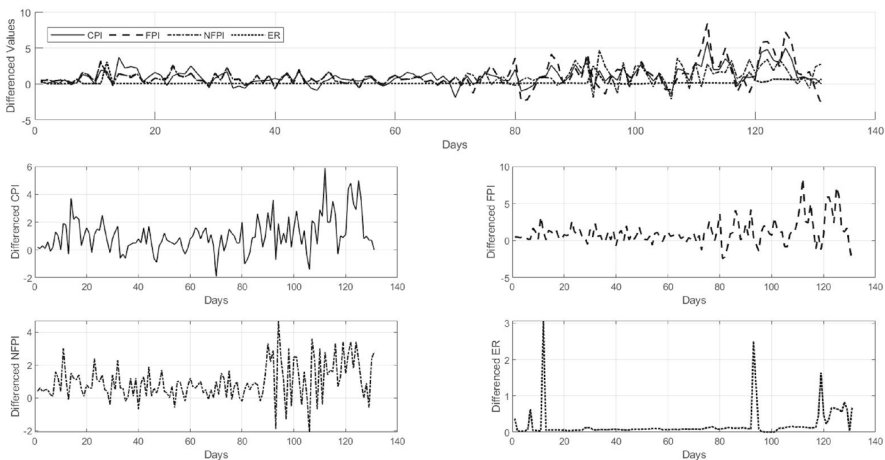 10
5
0
-5
Differenced Values
CPI FPI NFPI ER
0 20 40 60 80 100 120 140
Days
6
4
2
0
-2
Differenced CPI
0 20 40 60 80 100 120 140
Days
10
5
0
-5
Differenced FPI
0 20 40 60 80 100 120 140
Days
4
2
0
-2
Differenced NFPI
0 20 40 60 80 100 120 140
Days
3
2
1
0
Differenced ER
0 20 40 60 80 100 120 140
Days